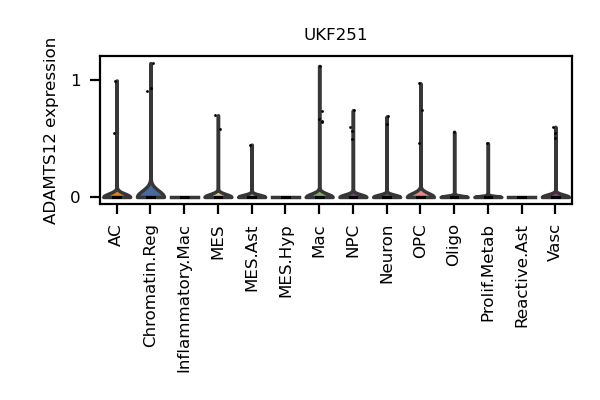 UKF251
ADAMTS12 expression
1
0
AC
Chromatin.Reg
Inflammatory.Mac
MES
MES.Ast
MES.Hyp
Mac
NPC
Neuron
OPC
Oligo
Prolif.Metab
Reactive.Ast
Vasc